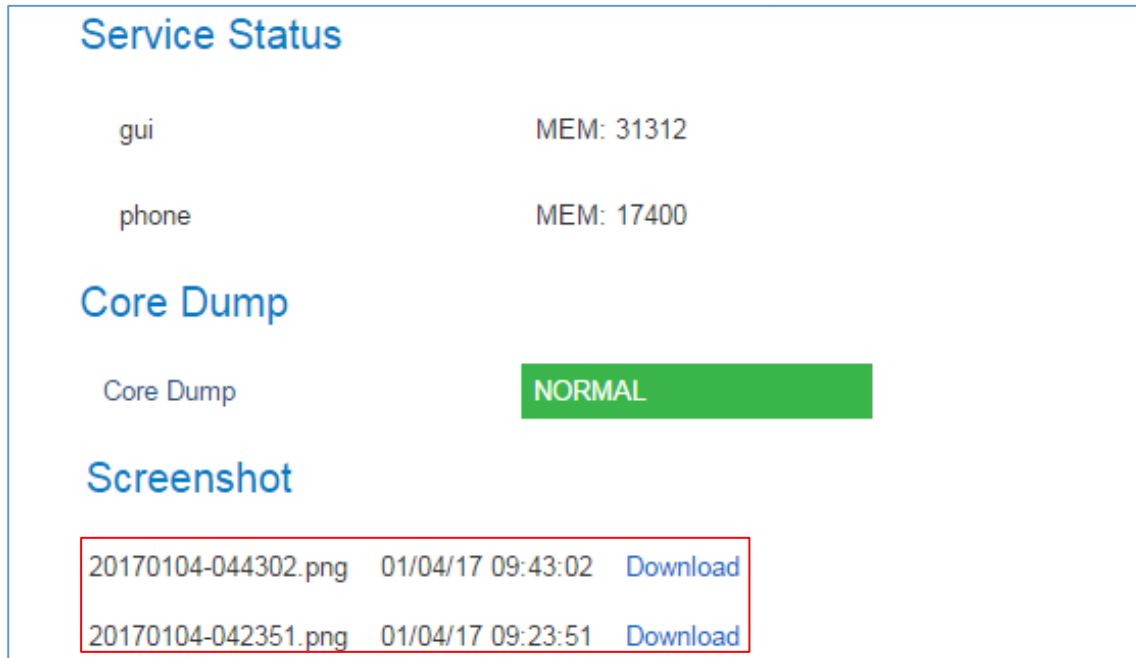 Service Status
gui MEM: 31312
phone MEM: 17400
Core Dump
Core Dump NORMAL
Screenshot
20170104-044302.png 01/04/17 09:43:02 Download
20170104-042351.png 01/04/17 09:23:51 Download